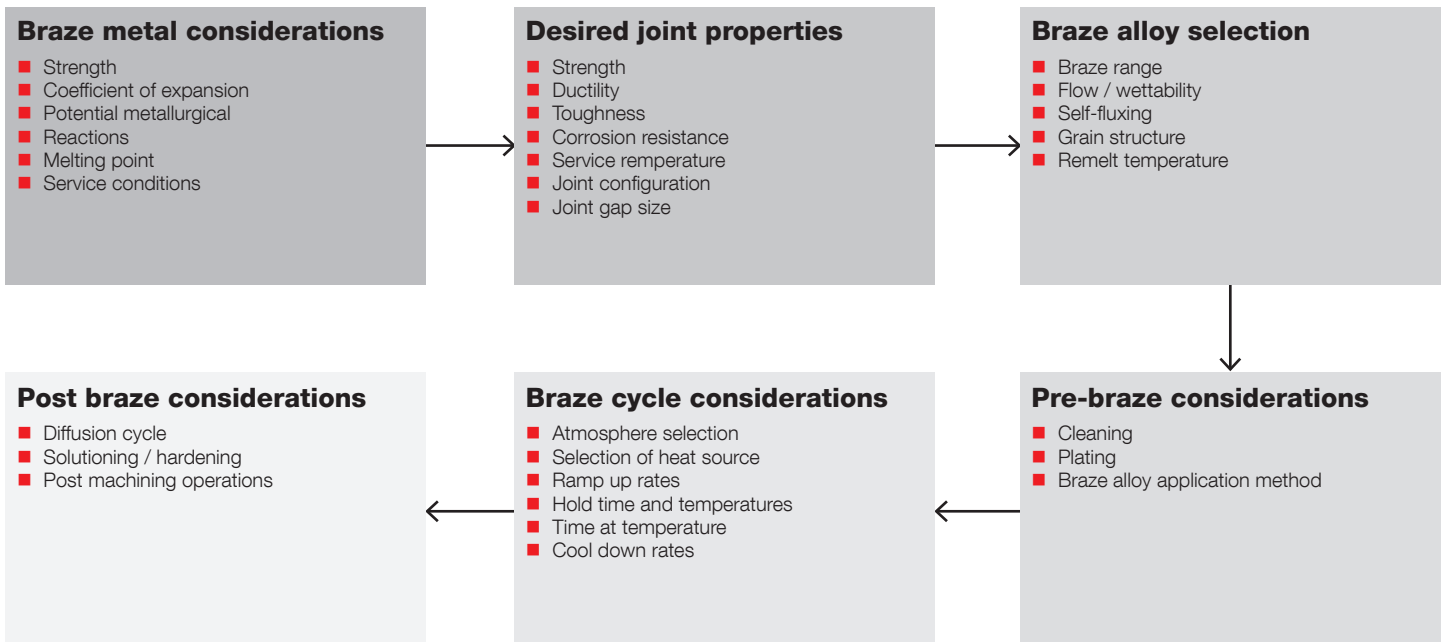 Braze metal considerations
Strength
Coefficient of expansion
Potential metallurgical
Reactions
Melting point
Service conditions
Desired joint properties
Strength
Ductility
Toughness
Corrosion resistance
Service remperature
Joint configuration
Joint gap size
Braze alloy selection
Braze range
Flow / wettability
Self-fluxing
Grain structure
Remelt temperature
Pre-braze considerations
Cleaning
Plating
Braze alloy application method
Braze cycle considerations
Atmosphere selection
Selection of heat source
Ramp up rates
Hold time and temperatures
Time at temperature
Cool down rates
Post braze considerations
Diffusion cycle
Solutioning / hardening
Post machining operations